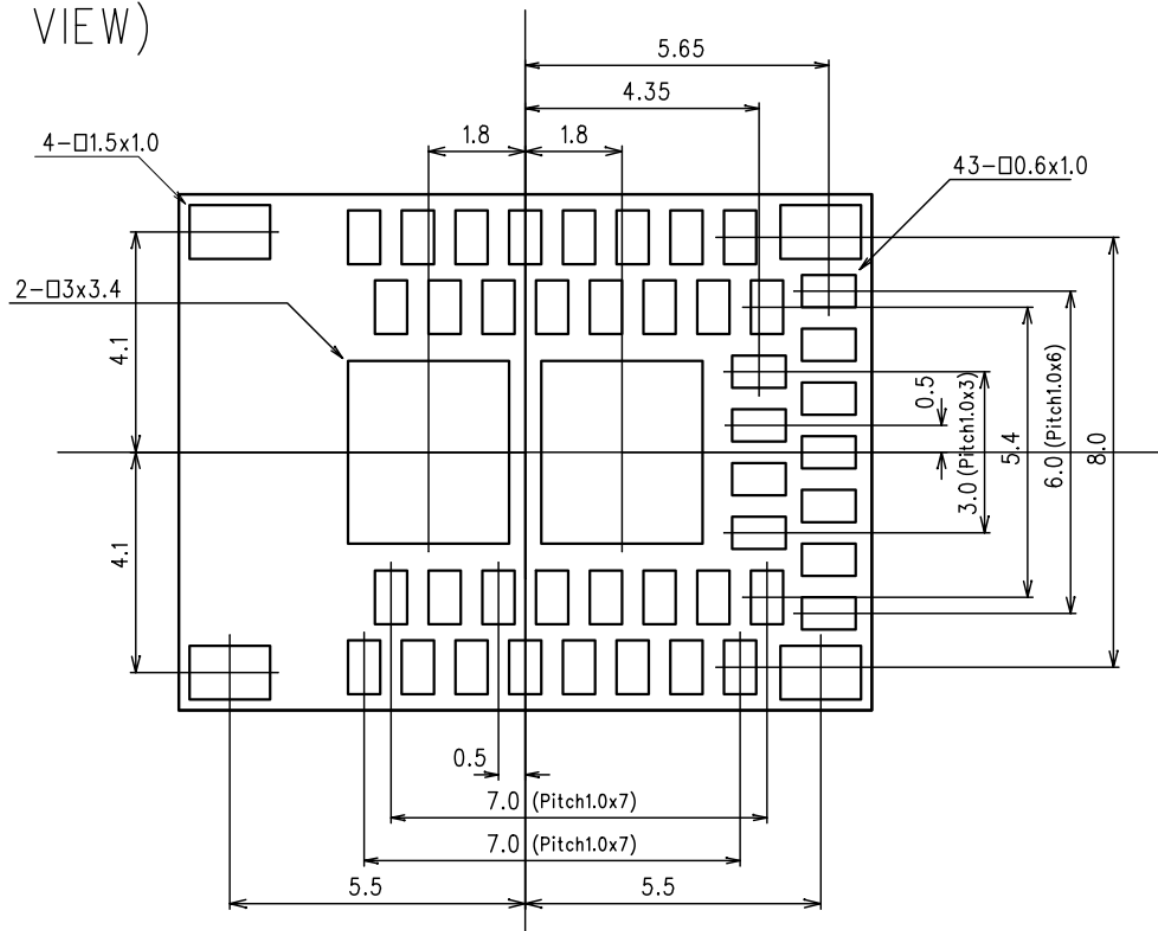 VIEW)
5.65
4.35
1.8
1.8
4-□1.5x1.0
43-□0.6x1.0
2-□3x3.4
4.1
4.1
0.5
3.0 (Pitch1.0x3)
5.4
6.0 (Pitch1.0x6)
8.0
0.5
7.0 (Pitch1.0x7)
7.0 (Pitch1.0x7)
5.5
5.5